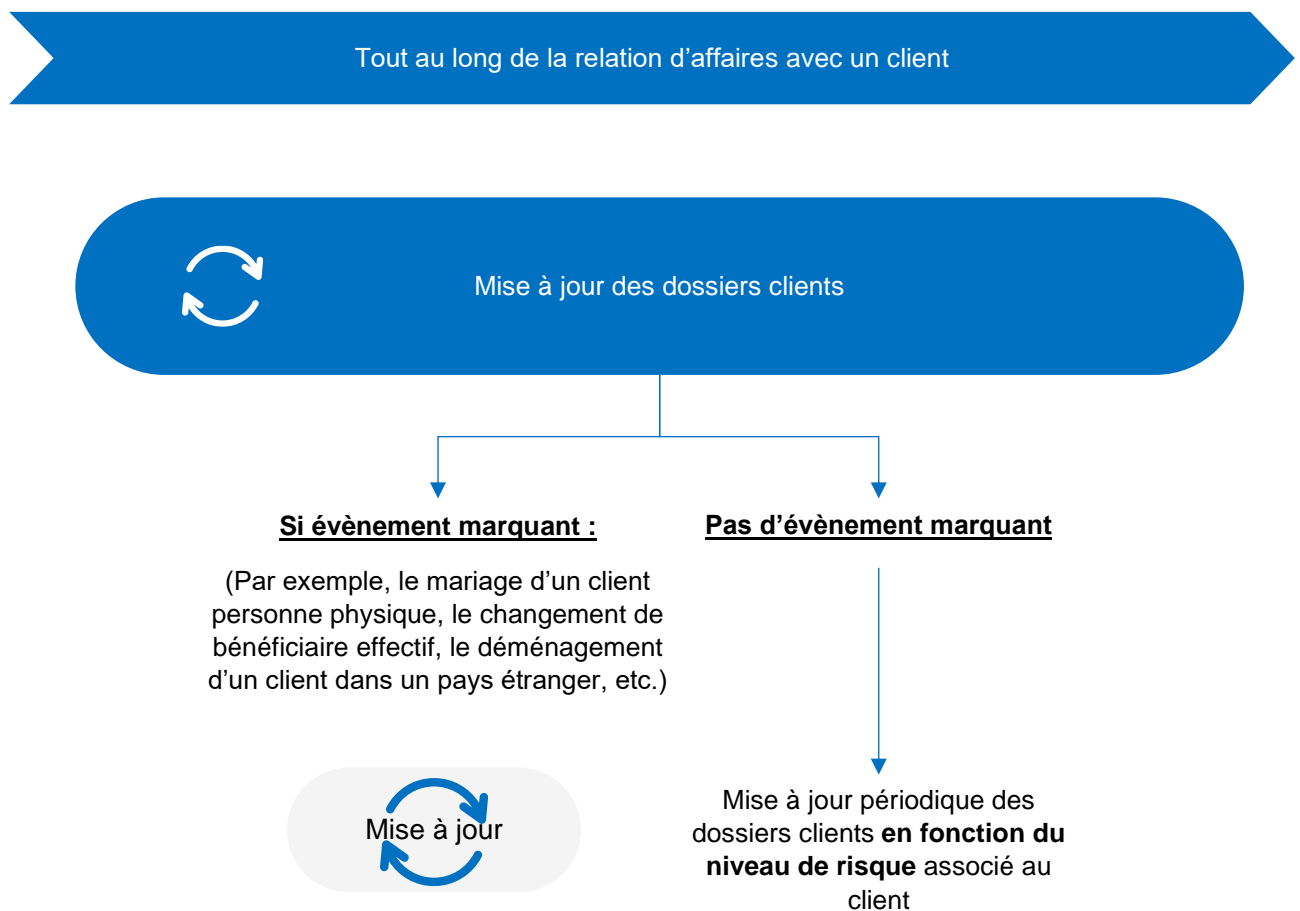 Tout au long de la relation d’affaires avec un client
Mise à jour des dossiers clients
Si évènement marquant :
(Par exemple, le mariage d’un client
personne physique, le changement de
bénéficiaire effectif, le déménagement
d’un client dans un pays étranger, etc.)
Mise à jour
Pas d’évènement marquant
Mise à jour périodique des
dossiers clients en fonction du
niveau de risque associé au
client